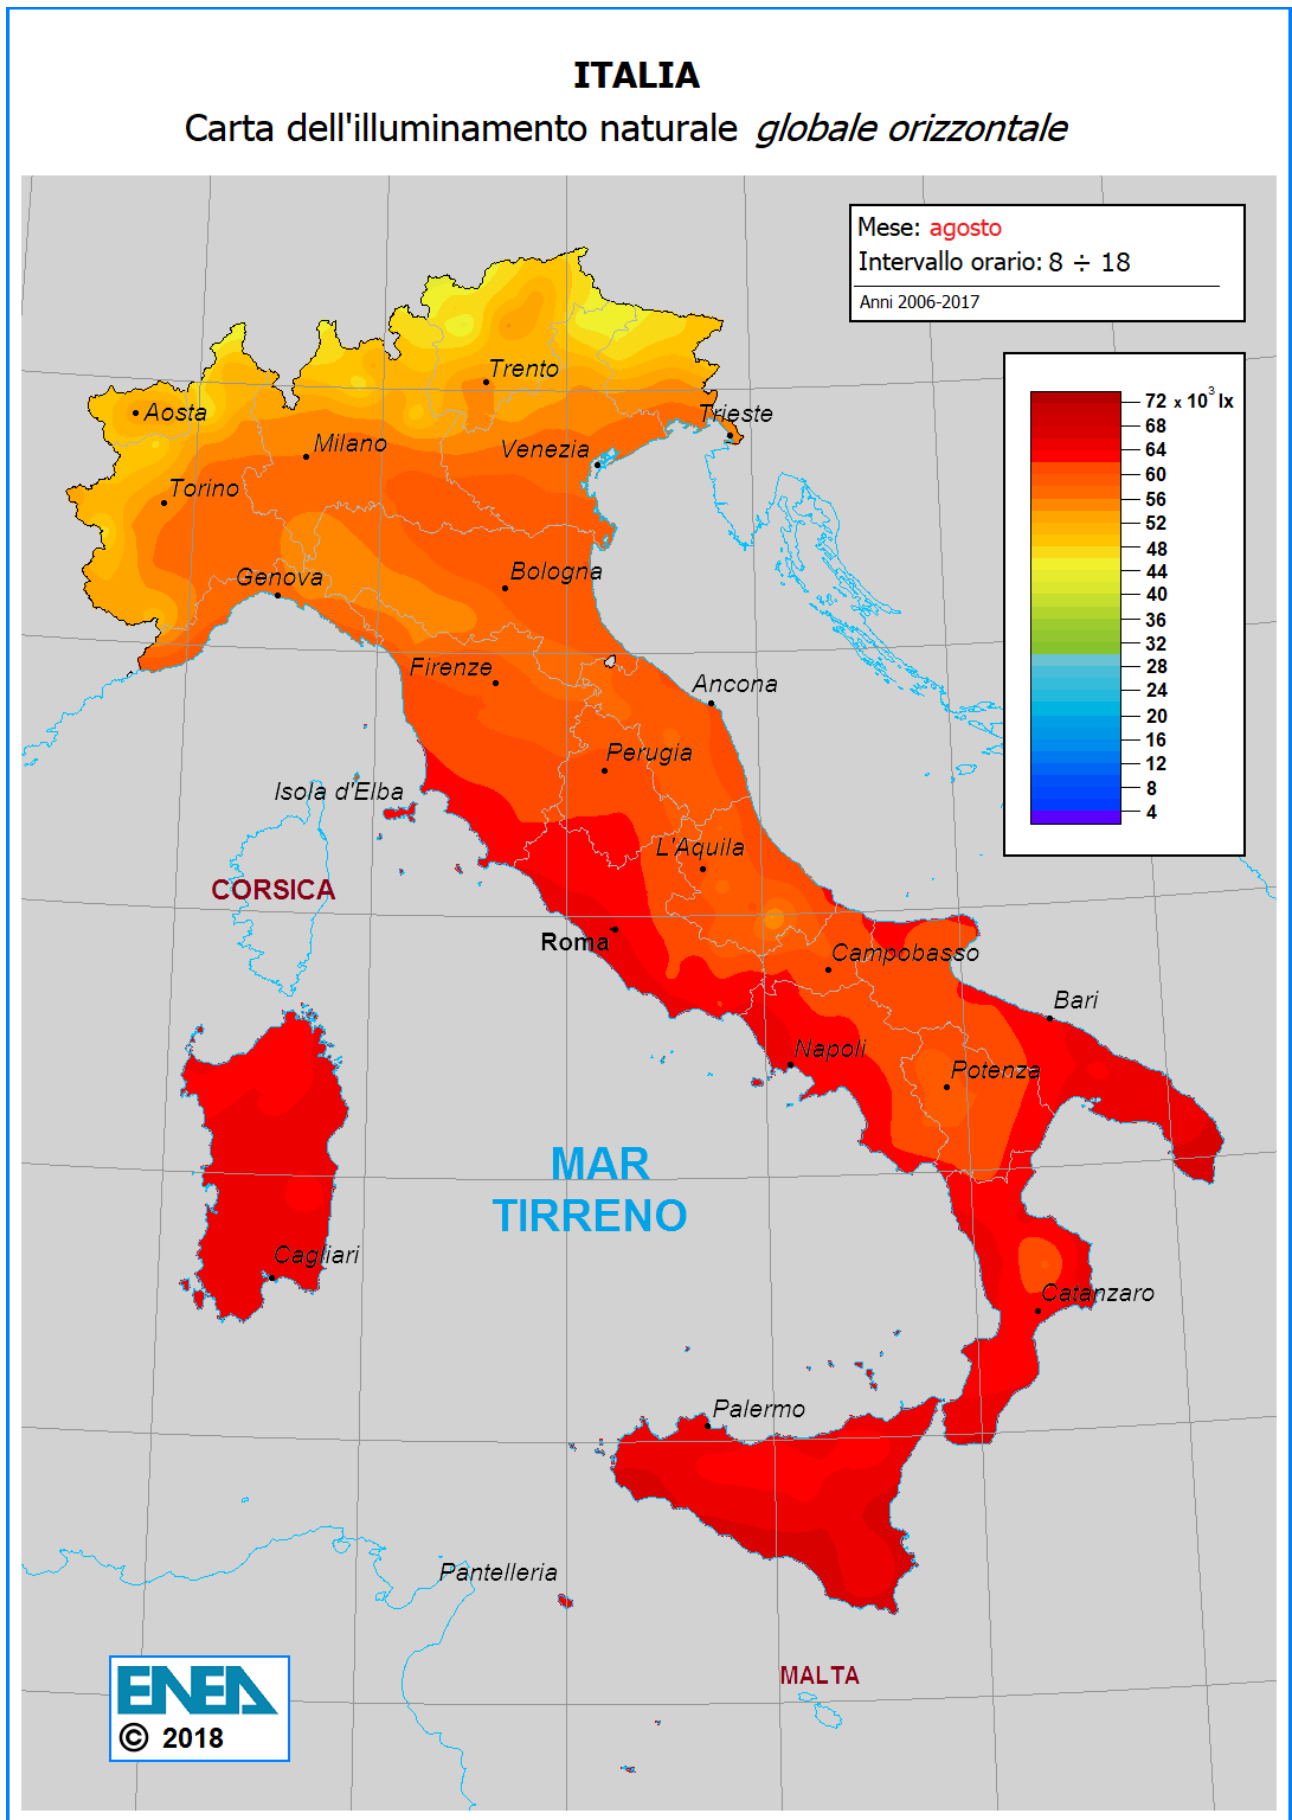 ITALIA
Carta dell'illuminamento naturale globale orizzontale
Mese: agosto
Intervallo orario: 8 ÷ 18
Anni 2006-2017
72 x 10³ lx
68
64
60
56
52
48
44
40
36
32
28
24
20
16
12
8
4
Trento
Aosta
Trieste
Milano
Venezia
Torino
Genova
Bologna
Firenze
Ancona
Perugia
Isola d'Elba
L'Aquila
CORSICA
Roma
Campobasso
Bari
Napoli
Potenza
MAR
TIRRENO
Cagliari
Catanzaro
Palermo
Pantelleria
MALTA
ENEA
© 2018